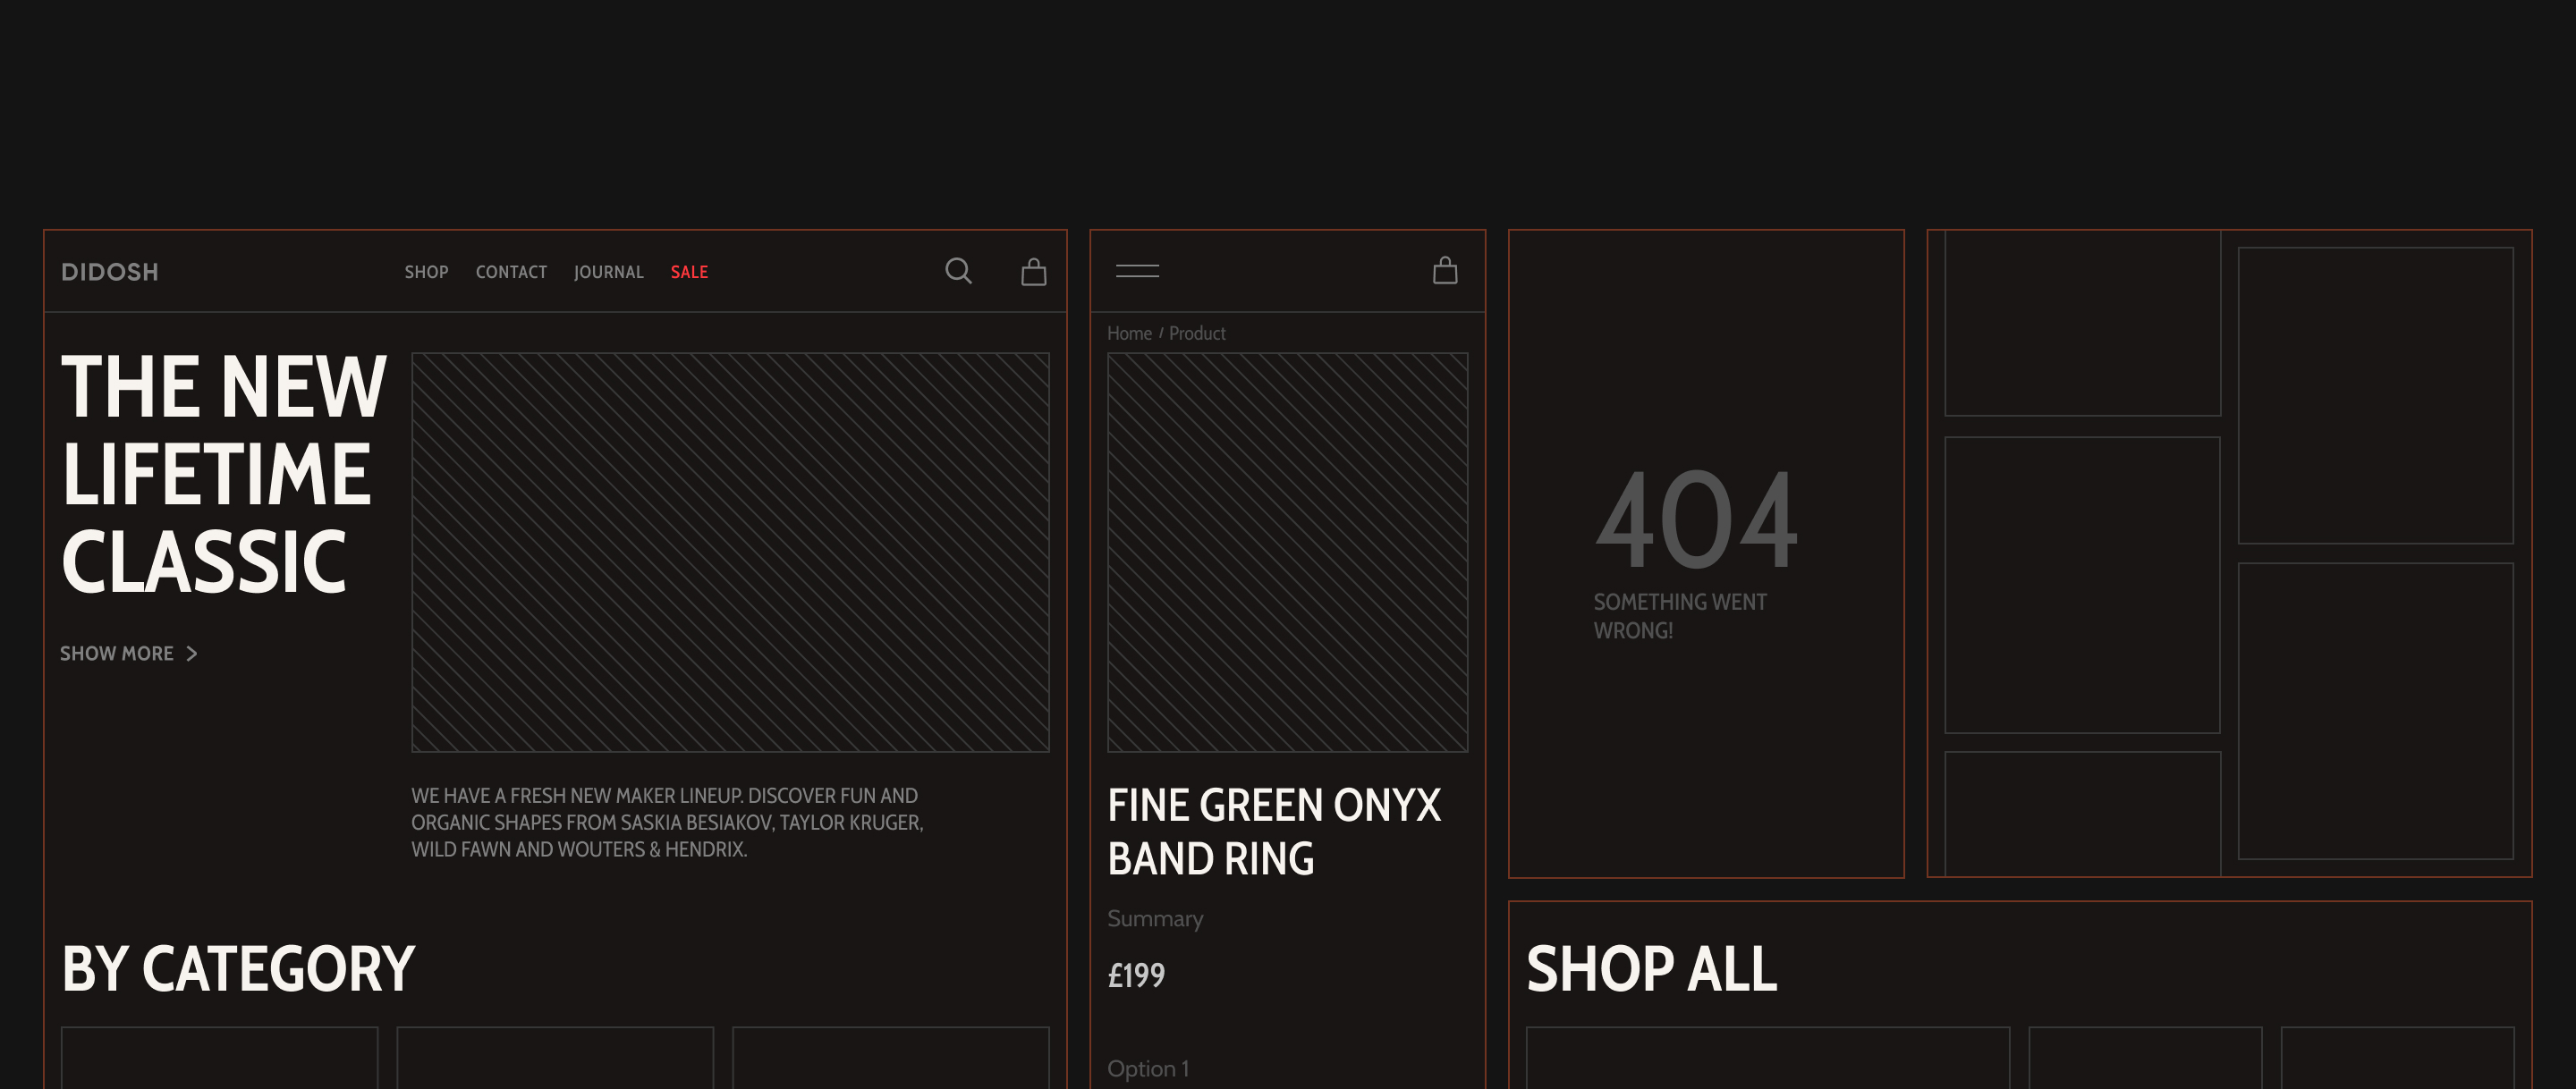 DIDOSH
SHOP CONTACT JOURNAL SALE
THE NEW
LIFETIME
CLASSIC
SHOW MORE
WE HAVE A FRESH NEW MAKER LINEUP. DISCOVER FUN AND
ORGANIC SHAPES FROM SASKIA BESIAKOV, TAYLOR KRUGER,
WILD FAWN AND WOUTERS & HENDRIX.
BY CATEGORY
Home / Product
FINE GREEN ONYX
BAND RING
Summary
£199
Option 1
404
SOMETHING WENT
WRONG!
SHOP ALL